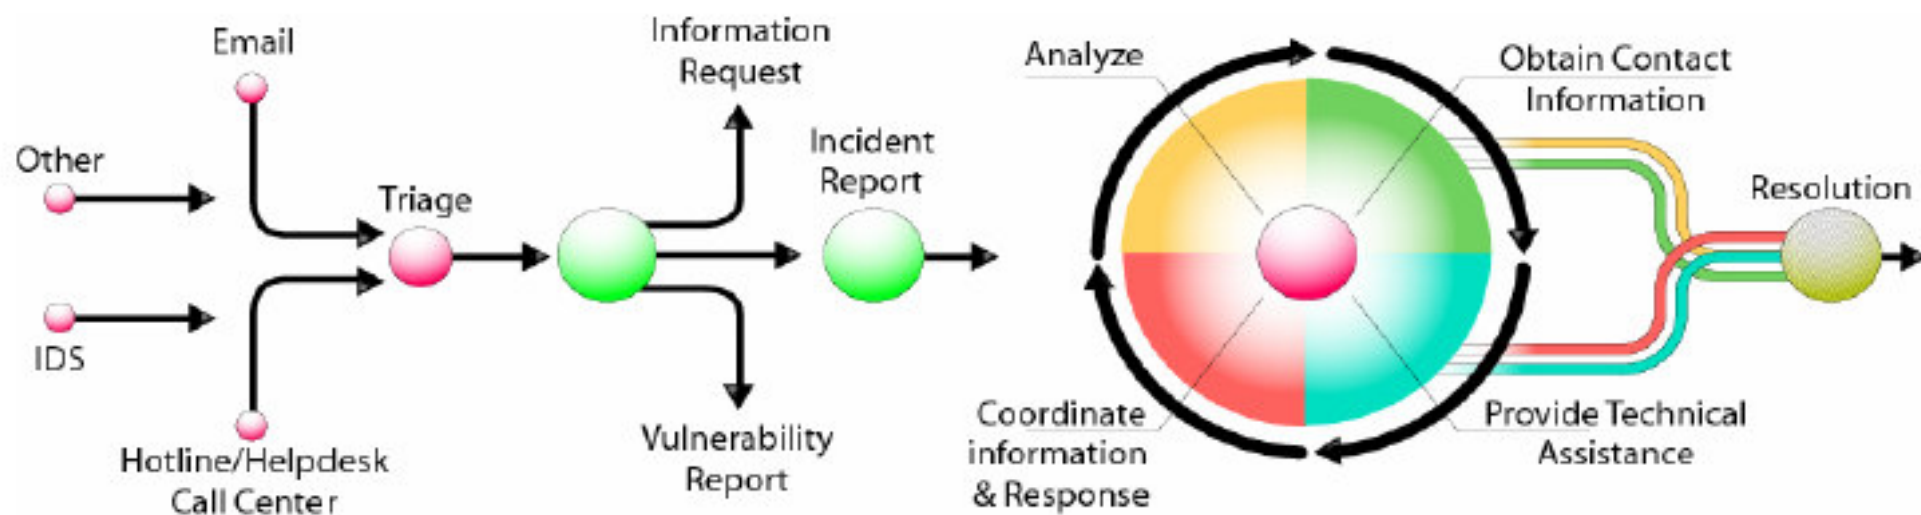 Email
Other
IDS
Hotline/Helpdesk
Call Center
Triage
Information
Request
Incident
Report
Vulnerability
Report
Analyze
Obtain Contact
Information
Coordinate
information
& Response
Provide Technical
Assistance
Resolution